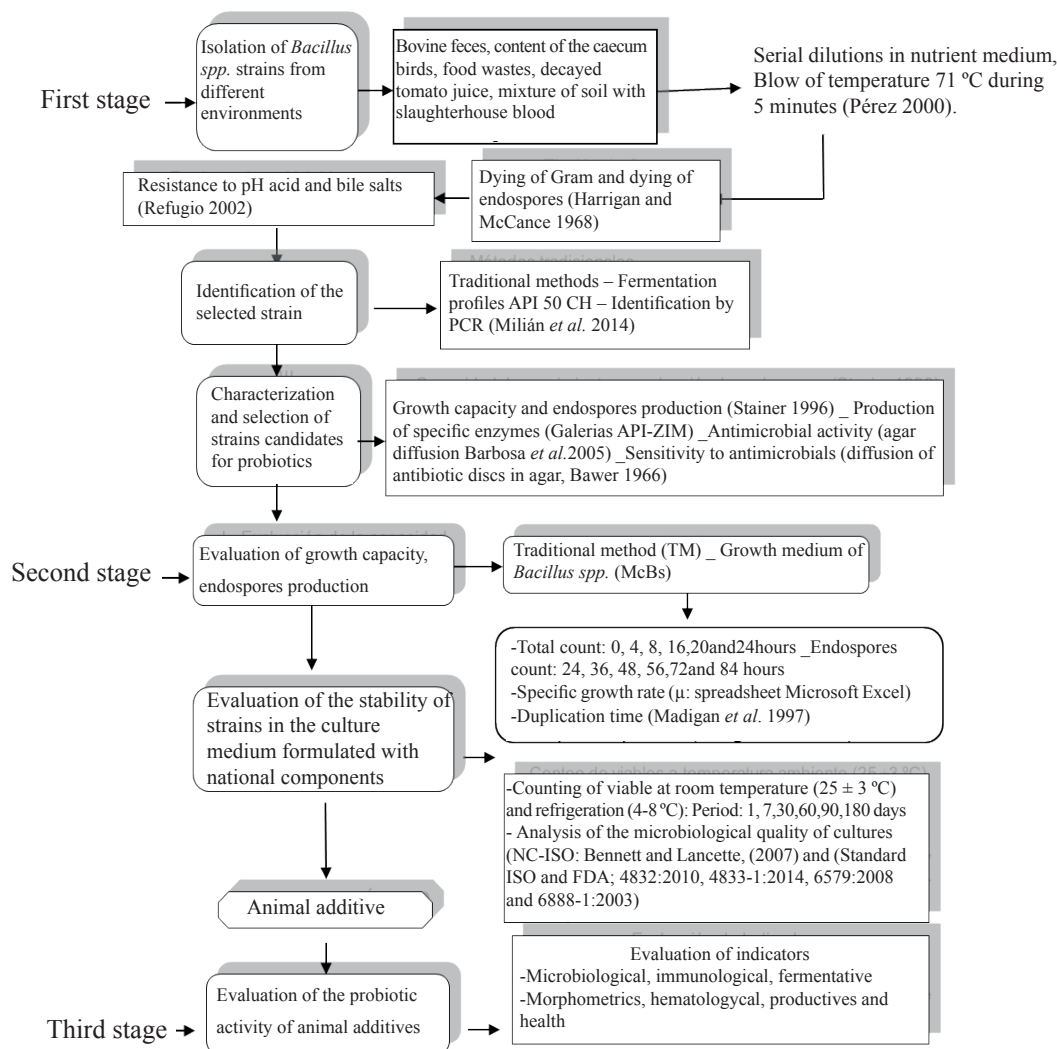 Isolation of Bacillus
spp. strains from
different
environments
Bovine feces, content of the caecum
birds, food wastes, decayed
tomato juice, mixture of soil with
slaughterhouse blood
Serial dilutions in nutrient medium,
Blow of temperature 71 ºC during
5 minutes (Pérez 2000).
First stage
Resistance to pH acid and bile salts
(Refugio 2002)
Dying of Gram and dying of
endospores (Harrigan and
McCance 1968)
Identification of the
selected strain
Métodos tradicionales
Traditional methods – Fermentation
profiles API 50 CH – Identification by
PCR (Milián et al. 2014)
Characterization
and selection of
strains candidates
for probiotics
Growth capacity and endospores production (Stainer 1996) _ Production
of specific enzymes (Galerias API-ZIM) _Antimicrobial activity (agar
diffusion Barbosa et al.2005) _Sensitivity to antimicrobials (diffusion of
antibiotic discs in agar, Bawer 1966)
Second stage
Evaluation of growth capacity,
endospores production
Traditional method (TM) _ Growth medium of
Bacillus spp. (McBs)
-Total count: 0, 4, 8, 16,20and24hours _Endospores
count: 24, 36, 48, 56,72and 84 hours
-Specific growth rate (µ: spreadsheet Microsoft Excel)
-Duplication time (Madigan et al. 1997)
Evaluation of the stability of
strains in the culture
medium formulated with
national components
Conteo de viables a temperatura ambiente (25 ±3 ºC)
-Counting of viable at room temperature (25 ± 3 ºC)
and refrigeration (4-8 ºC): Period: 1, 7,30,60,90,180 days
- Analysis of the microbiological quality of cultures
(NC-ISO: Bennett and Lancette, (2007) and (Standard
ISO and FDA; 4832:2010, 4833-1:2014, 6579:2008
and 6888-1:2003)
Animal additive
Third stage
Evaluation of the probiotic
activity of animal additives
Evaluation of indicators
-Microbiological, immunological, fermentative
-Morphometrics, hematologycal, productives and
health